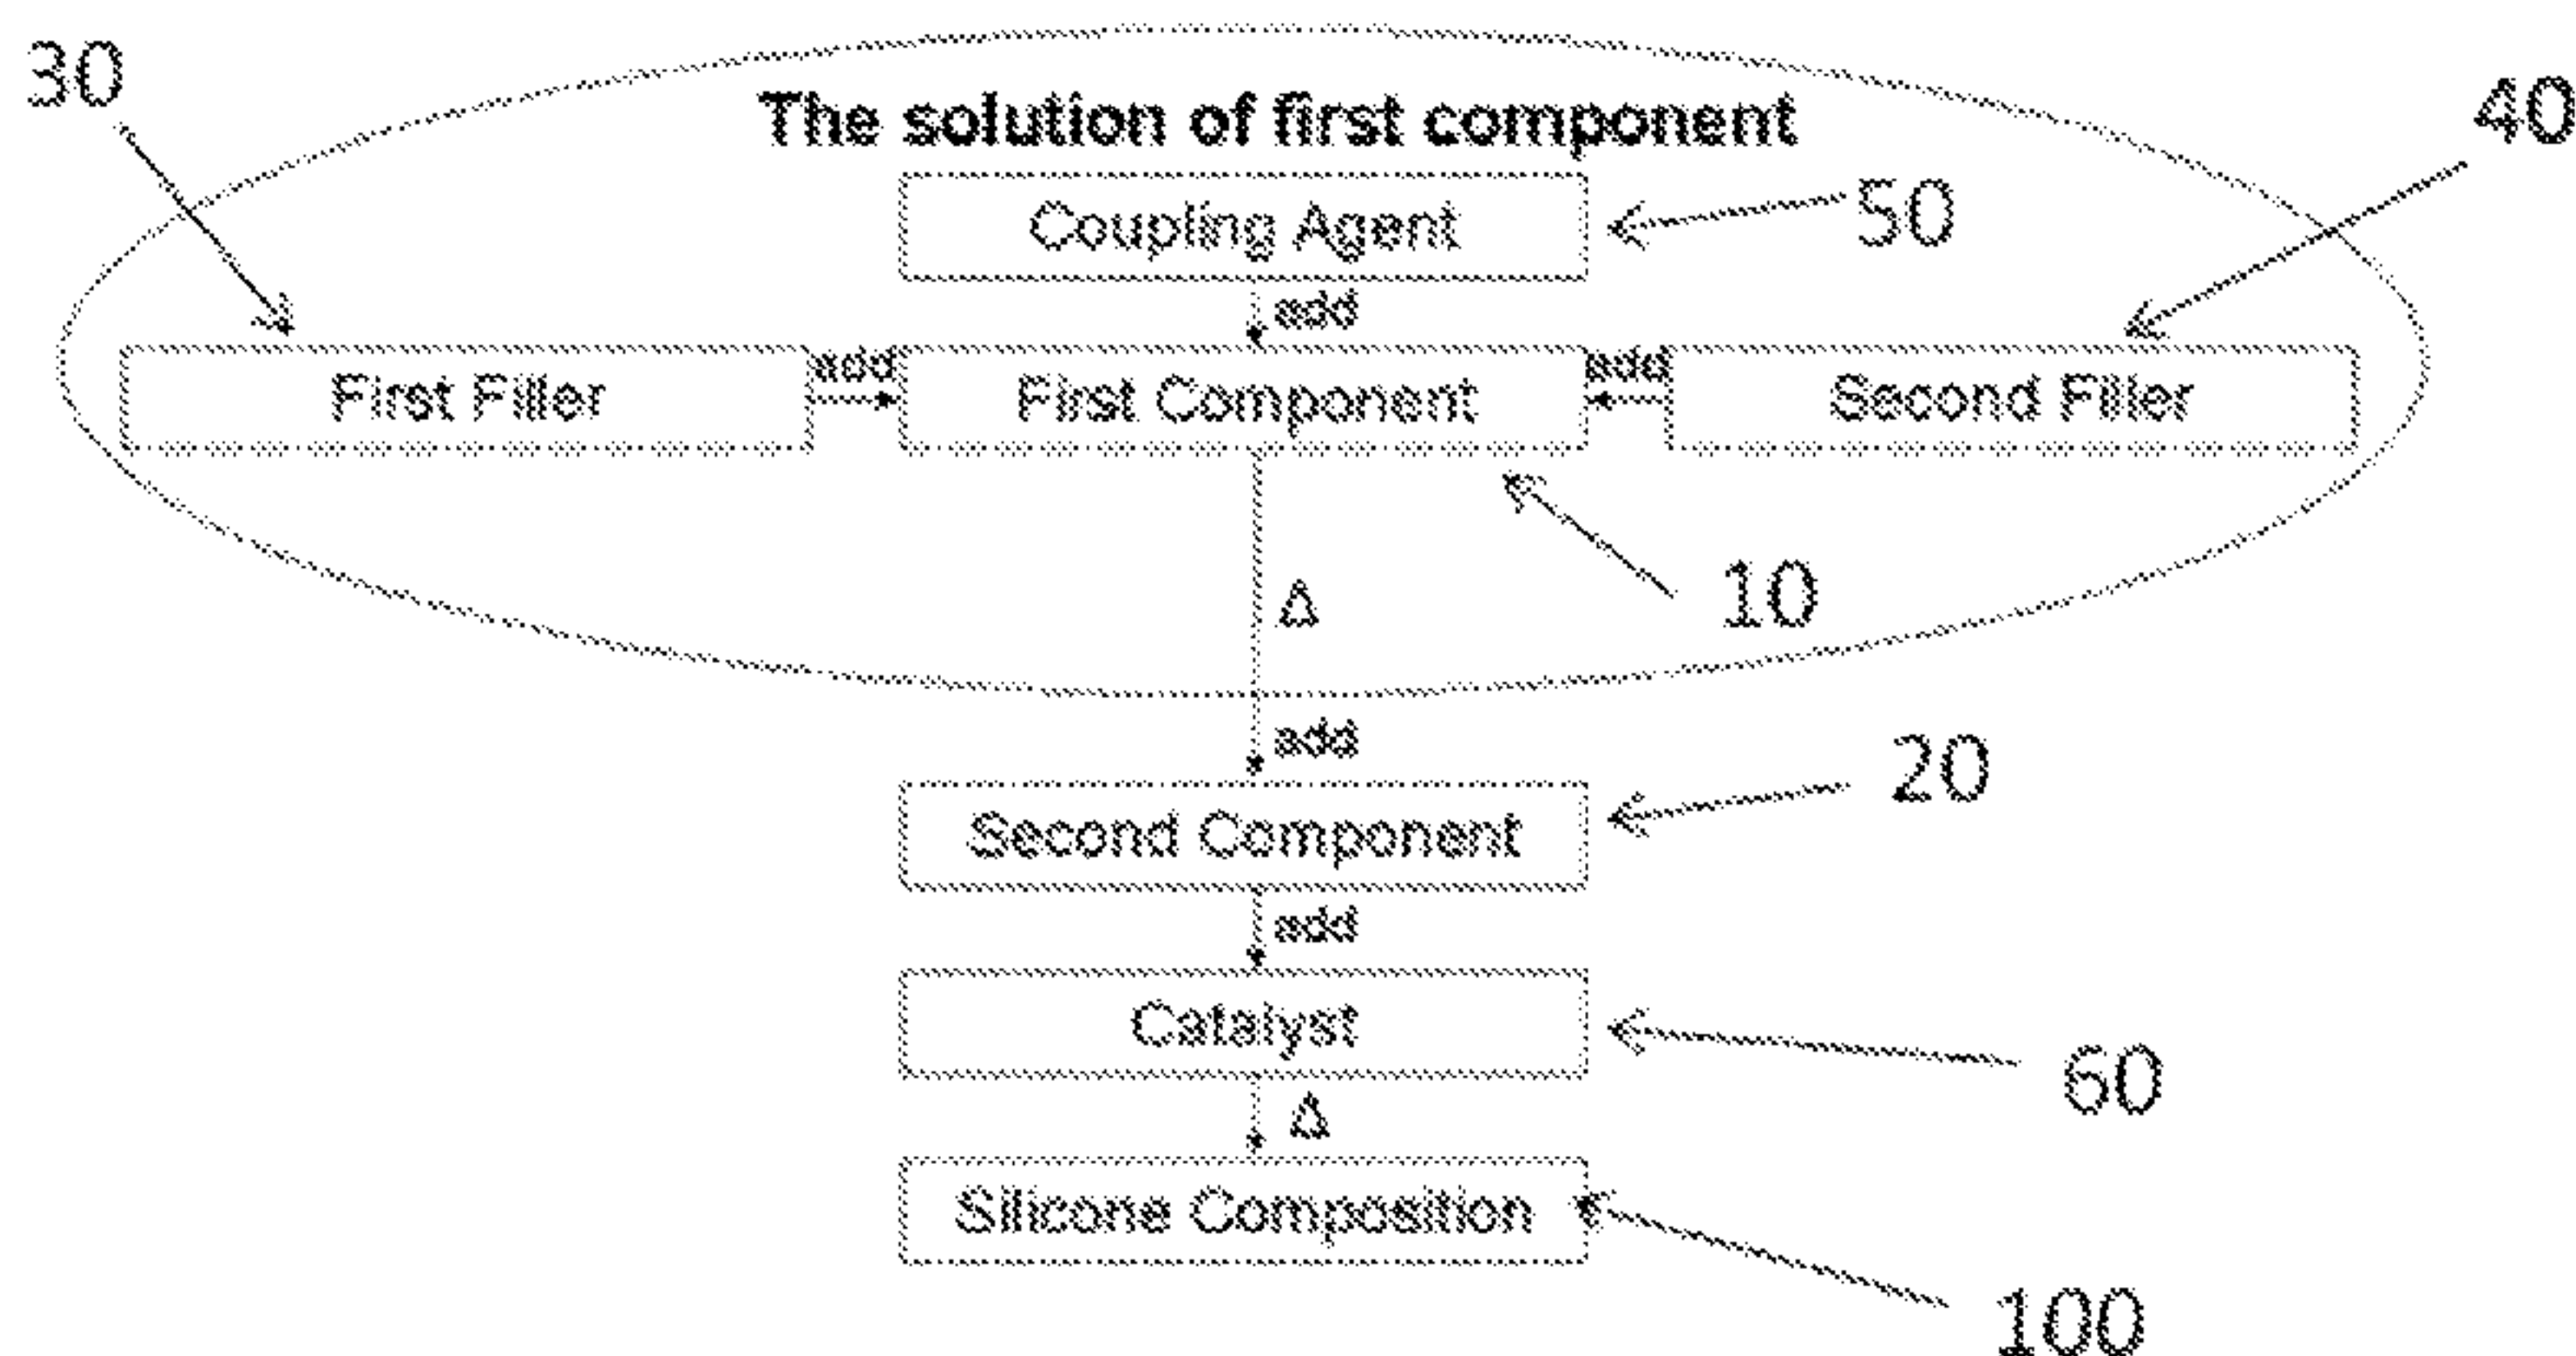 30
The solution of first component
40
Coupling Agent
50
add
First Filler
add
First Component
add
Second Filler
Δ
10
add
Second Component
20
add
Catalyst
60
Δ
Silicone Composition
100